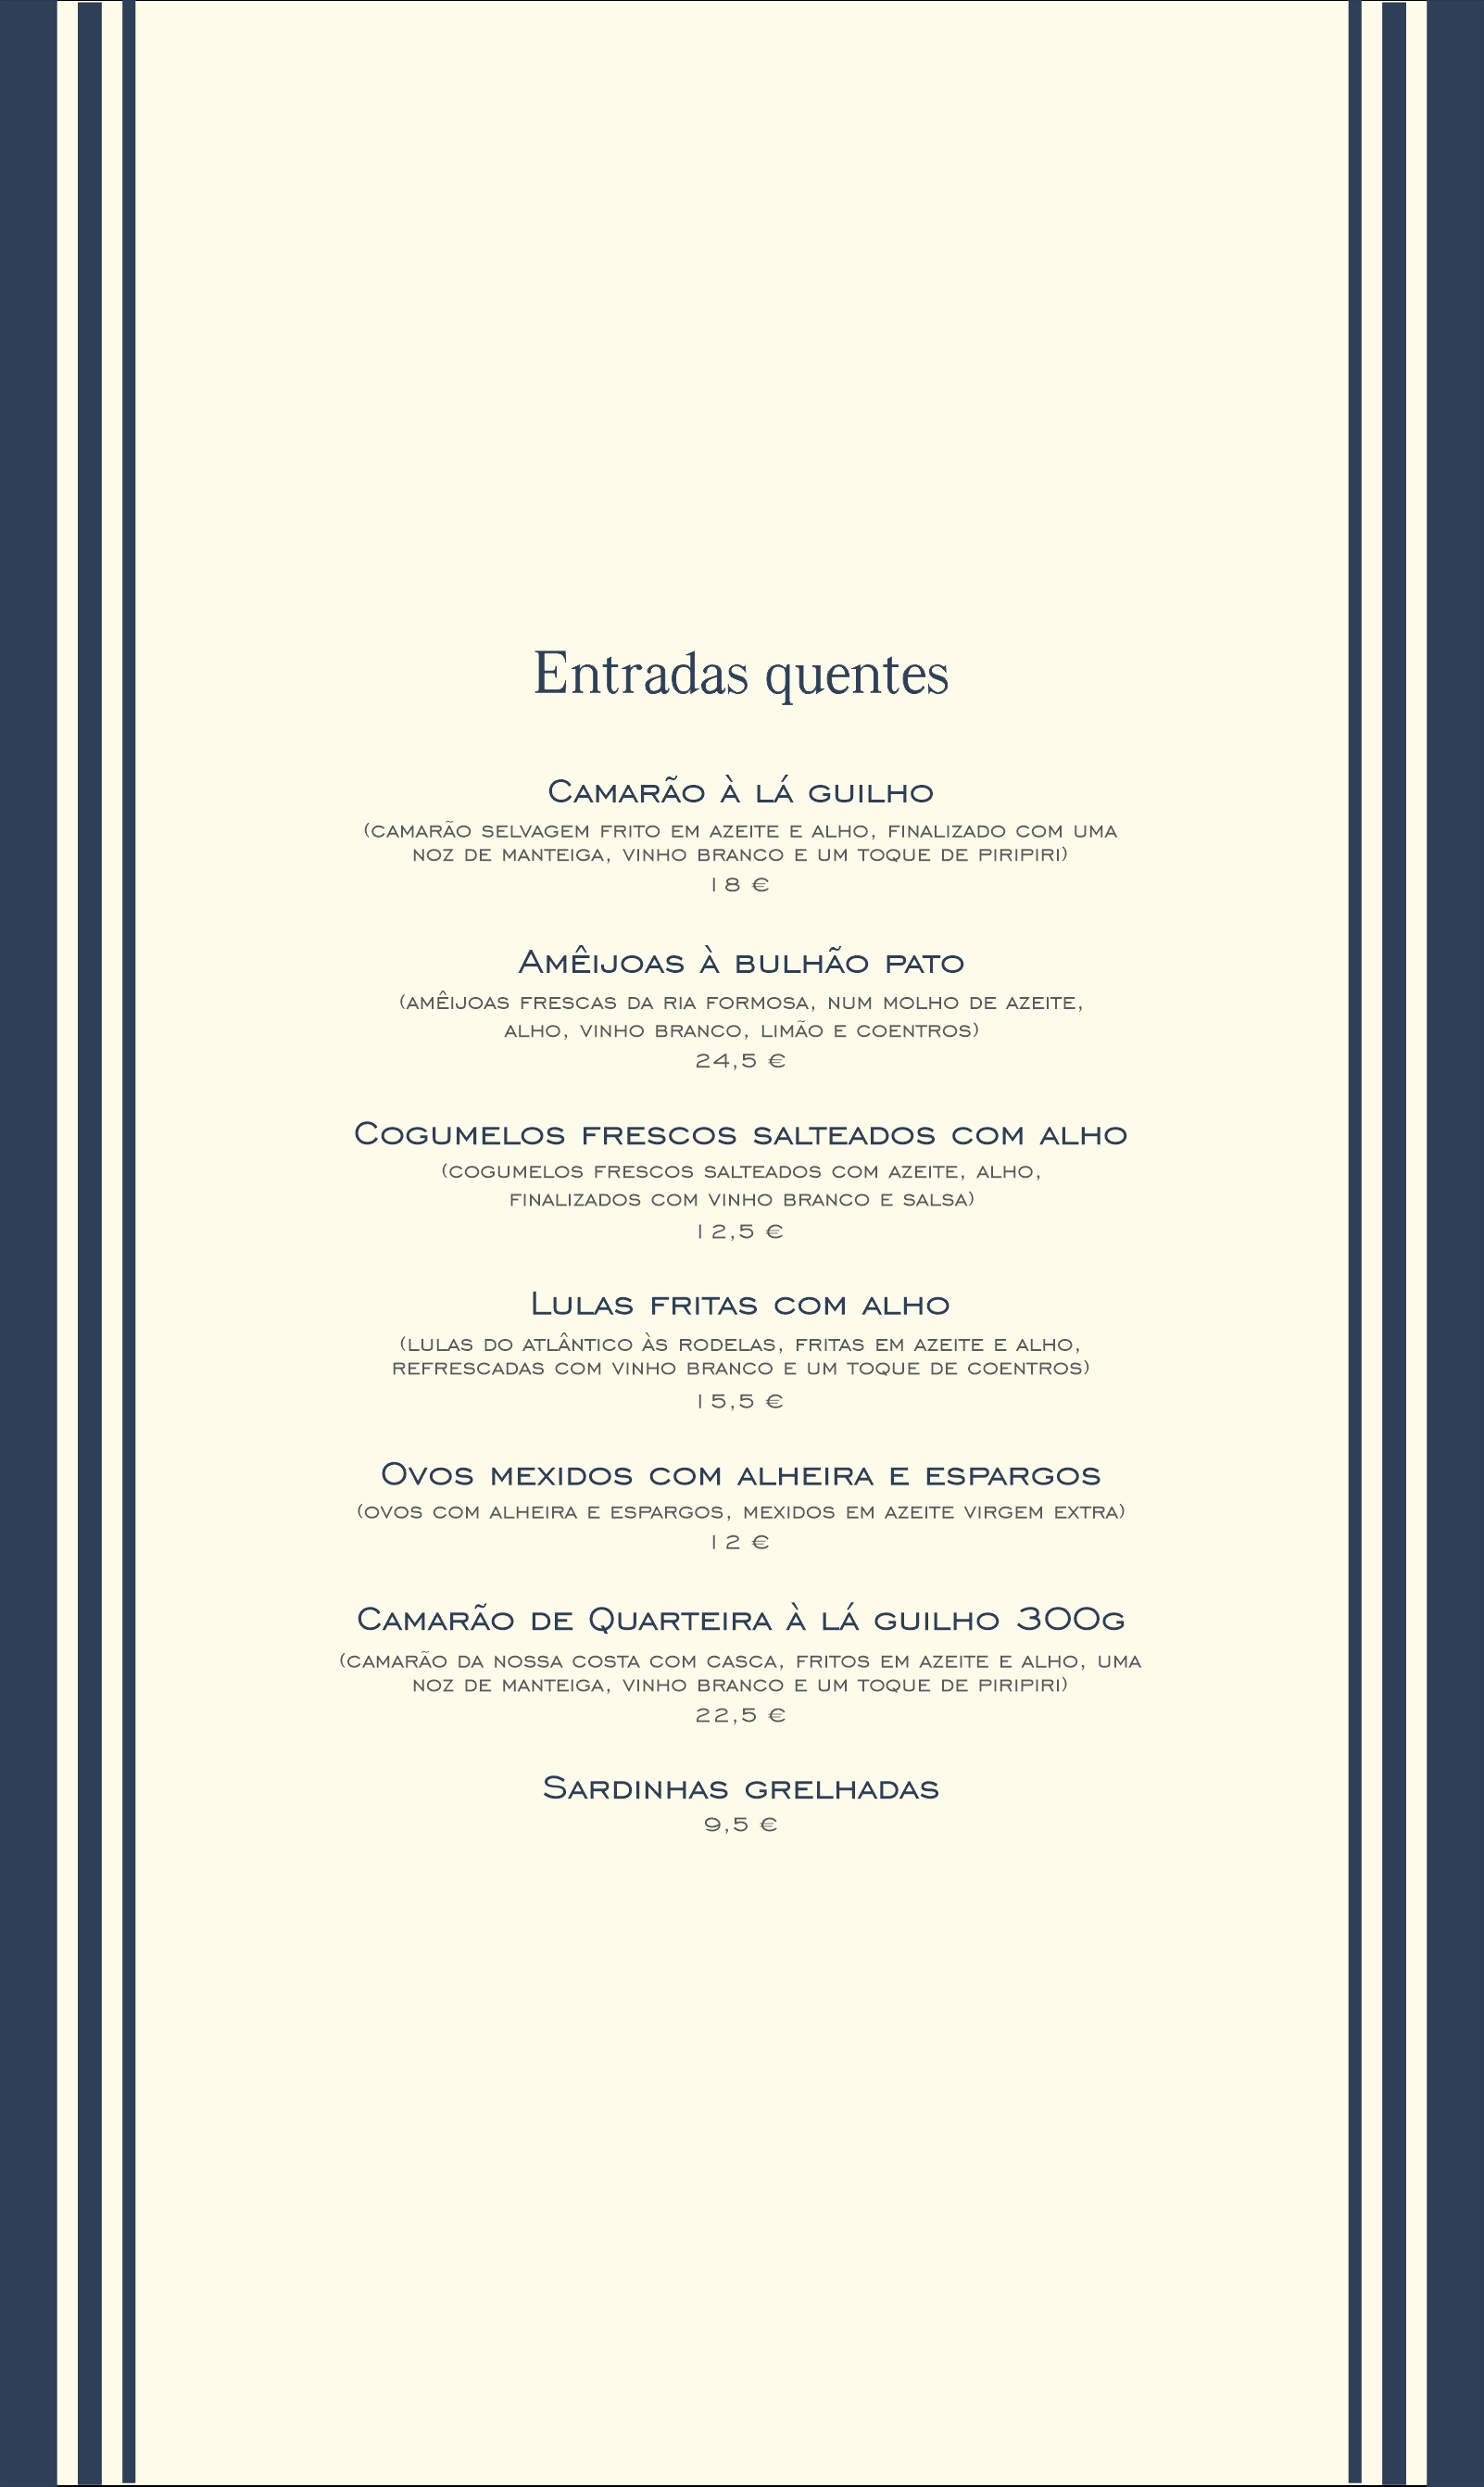 Entradas quentes
Camarão à lá guilho
(camarão selvagem frito em azeite e alho, finalizado com uma
noz de manteiga, vinho branco e um toque de piripiri)
18 €
Amêijoas à bulhão pato
(amêijoas frescas da ria formosa, num molho de azeite,
alho, vinho branco, limão e coentros)
24,5 €
Cogumelos frescos salteados com alho
(cogumelos frescos salteados com azeite, alho,
finalizados com vinho branco e salsa)
12,5 €
Lulas fritas com alho
(lulas do atlântico às rodelas, fritas em azeite e alho,
refrescadas com vinho branco e um toque de coentros)
15,5 €
Ovos mexidos com alheira e espargos
(ovos com alheira e espargos, mexidos em azeite virgem extra)
12 €
Camarão de Quarteira à lá guilho 300g
(camarão da nossa costa com casca, fritos em azeite e alho, uma
noz de manteiga, vinho branco e um toque de piripiri)
22,5 €
Sardinhas grelhadas
9,5 €